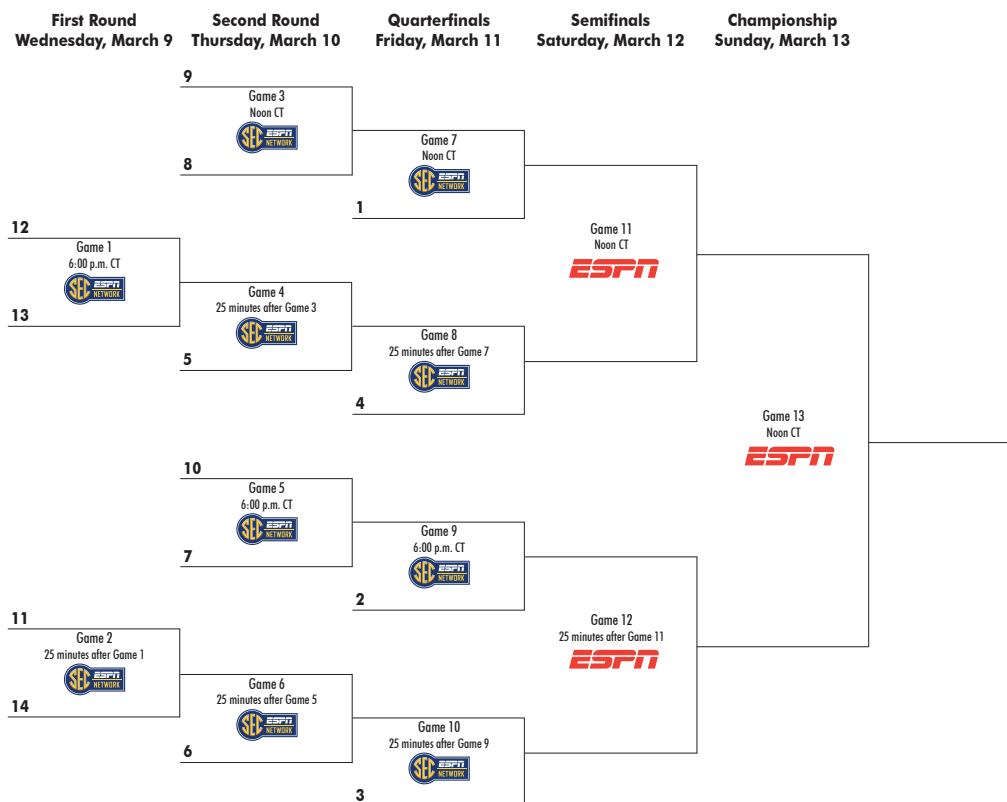 First Round
Wednesday, March 9
Second Round
Thursday, March 10
Quarterfinals
Friday, March 11
Semifinals
Saturday, March 12
Championship
Sunday, March 13
9
Game 3
Noon CT
SEC ESPN
NETWORK
8
Game 7
Noon CT
SEC ESPN
NETWORK
1
12
Game 1
6:00 p.m. CT
SEC ESPN
NETWORK
13
Game 4
25 minutes after Game 3
SEC ESPN
NETWORK
5
Game 8
25 minutes after Game 7
SEC ESPN
NETWORK
4
Game 11
Noon CT
ESPN
Game 13
Noon CT
ESPN
10
Game 5
6:00 p.m. CT
SEC ESPN
NETWORK
7
Game 9
6:00 p.m. CT
SEC ESPN
NETWORK
2
11
Game 2
25 minutes after Game 1
SEC ESPN
NETWORK
14
Game 6
25 minutes after Game 5
SEC ESPN
NETWORK
6
Game 10
25 minutes after Game 9
SEC ESPN
NETWORK
3
Game 12
25 minutes after Game 11
ESPN